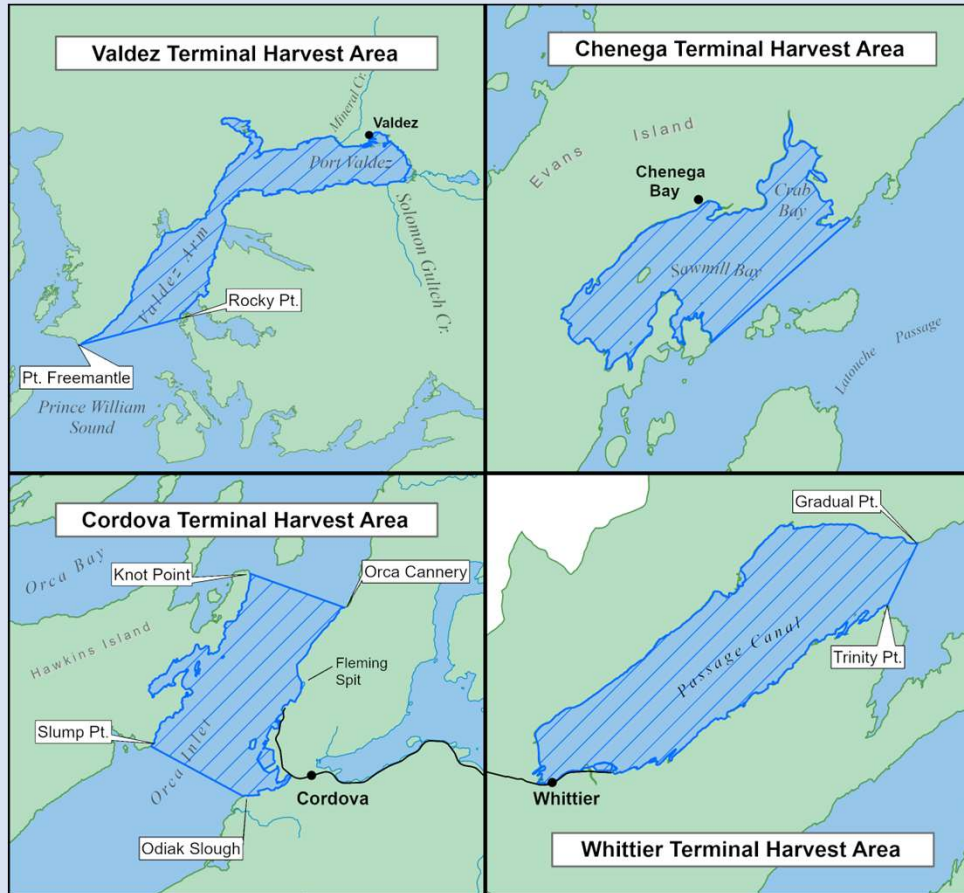 Valdez Terminal Harvest Area
Mineral Cr.
Valdez
Port Valdez
Solomon Gultch Cr.
Valdez Arm
Rocky Pt.
Pt. Freemantle
Prince William
Sound
Chenega Terminal Harvest Area
Evans Island
Chenega
Bay
Crab
Bay
Sawmill Bay
Latouche Passage
Cordova Terminal Harvest Area
Orca Bay
Knot Point
Orca Cannery
Hawkins Island
Fleming
Spit
Slump Pt.
Orca Inlet
Cordova
Odiak Slough
Gradual Pt.
Passage Canal
Trinity Pt.
Whittier
Whittier Terminal Harvest Area